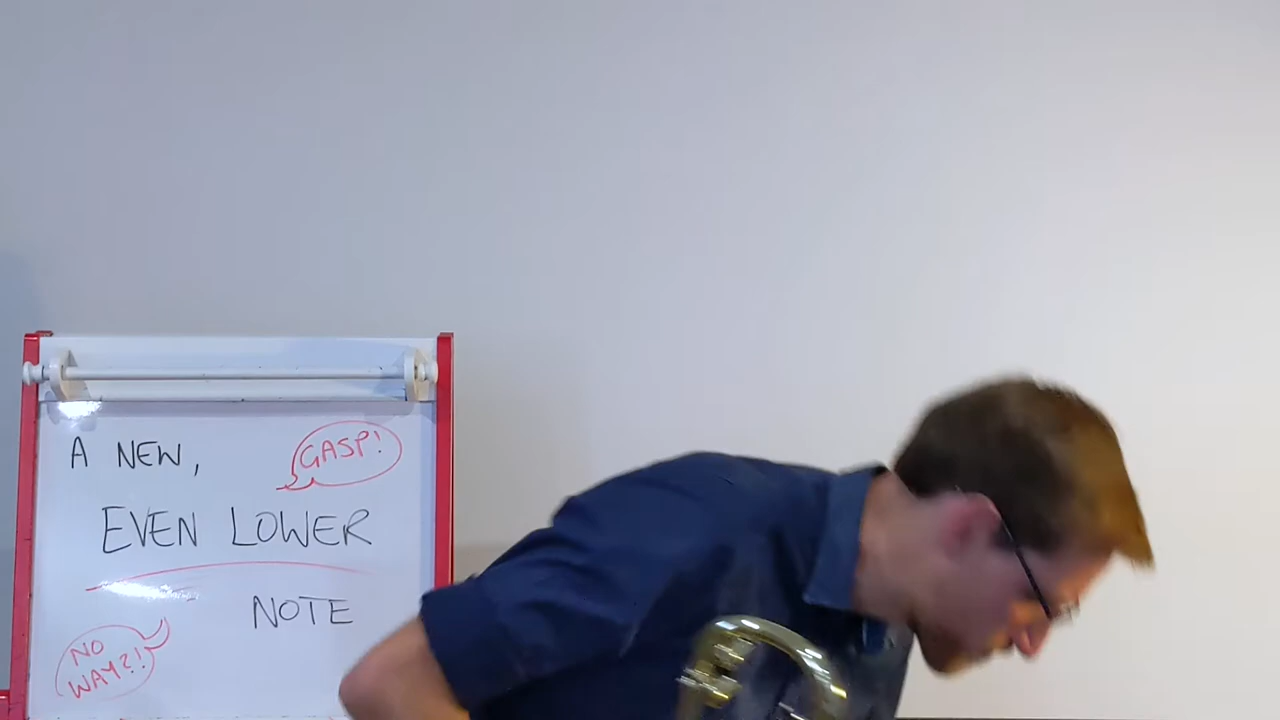 A NEW,
GASP!
EVEN LOWER
NOTE
NO
WAY?!